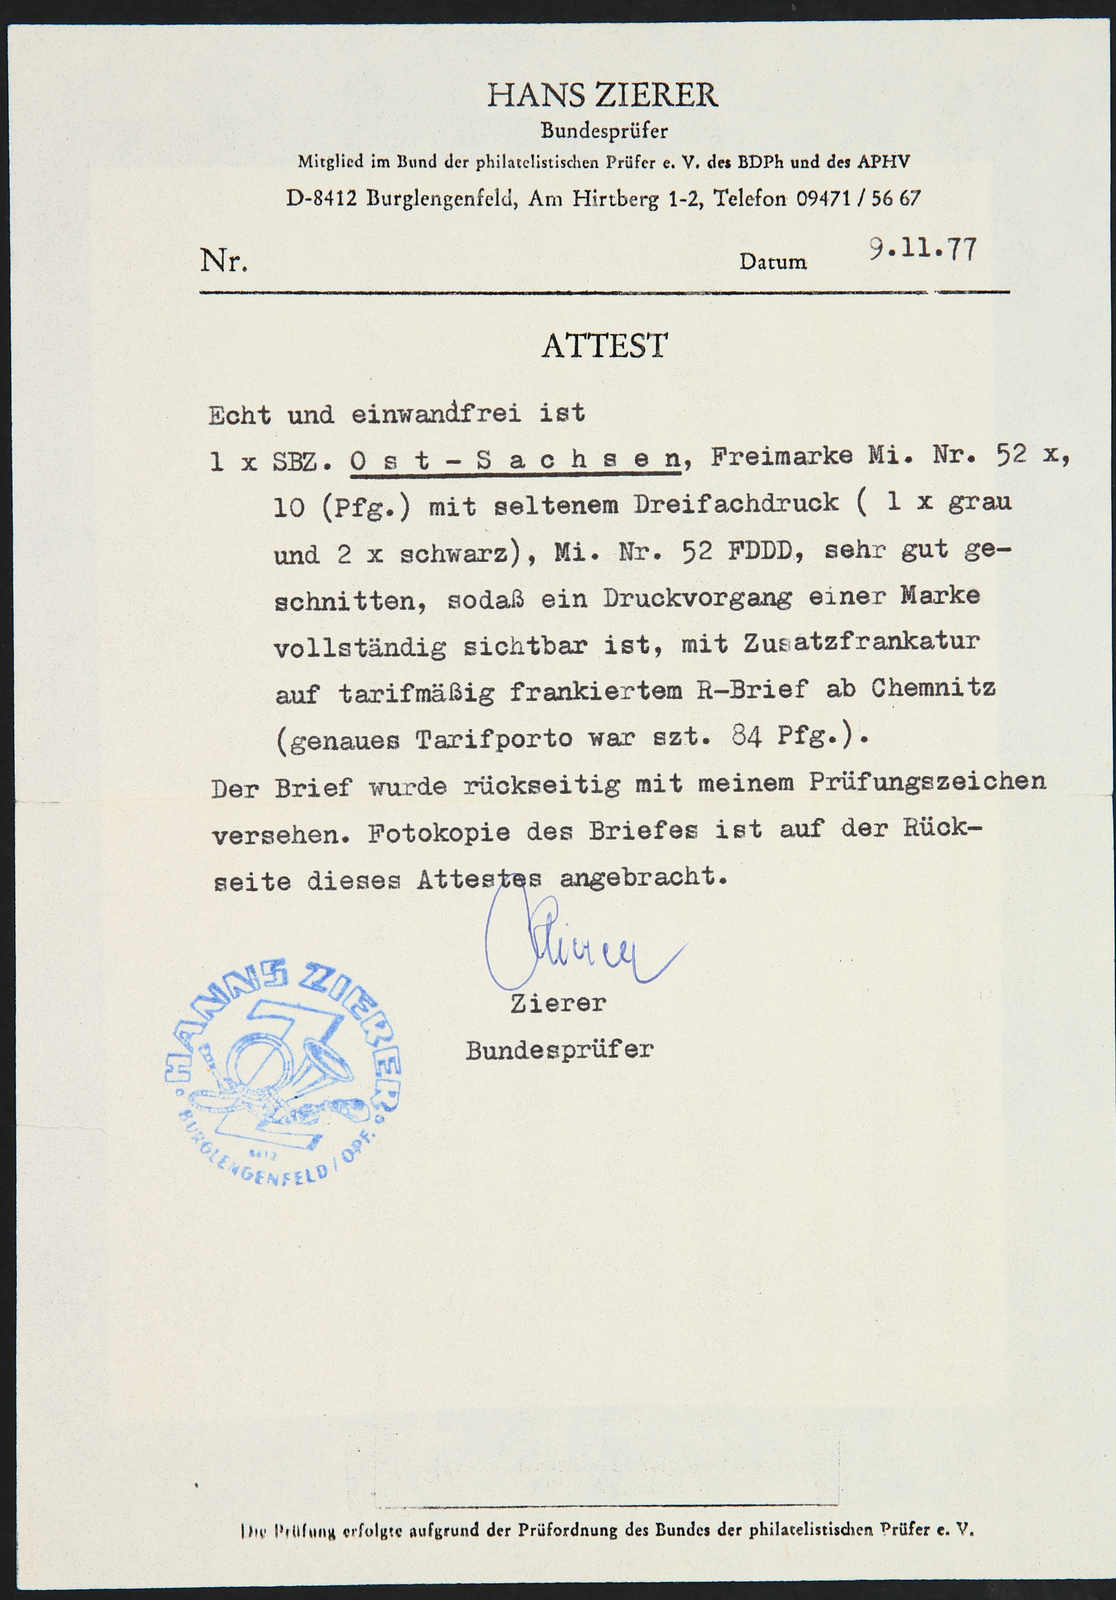 HANS ZIERER
Bundesprüfer
Mitglied im Bund der philatelistischen Prüfer e. V. des BDPh und des APHV
D-8412 Burglengenfeld, Am Hirtberg 1-2, Telefon 09471 / 56 67
Nr.
Datum 9.11.77
ATTEST
Echt und einwandfrei ist
1 x SBZ. O s t - S a c h s e n, Freimarke Mi. Nr. 52 x,
10 (Pfg.) mit seltenem Dreifachdruck ( 1 x grau
und 2 x schwarz), Mi. Nr. 52 FDDD, sehr gut ge-
schnitten, sodaß ein Druckvorgang einer Marke
vollständig sichtbar ist, mit Zusatzfrankatur
auf tarifmäßig frankiertem R-Brief ab Chemnitz
(genaues Tarifporto war szt. 84 Pfg.).
Der Brief wurde rückseitig mit meinem Prüfungszeichen
versehen. Fotokopie des Briefes ist auf der Rück-
seite dieses Attestes angebracht.
Zierer
Zierer
Bundesprüfer
HANNS ZIERER
8412
BURGLENGENFELD / OPF.
Die Prüfung erfolgte aufgrund der Prüfordnung des Bundes der philatelistischen Prüfer e. V.